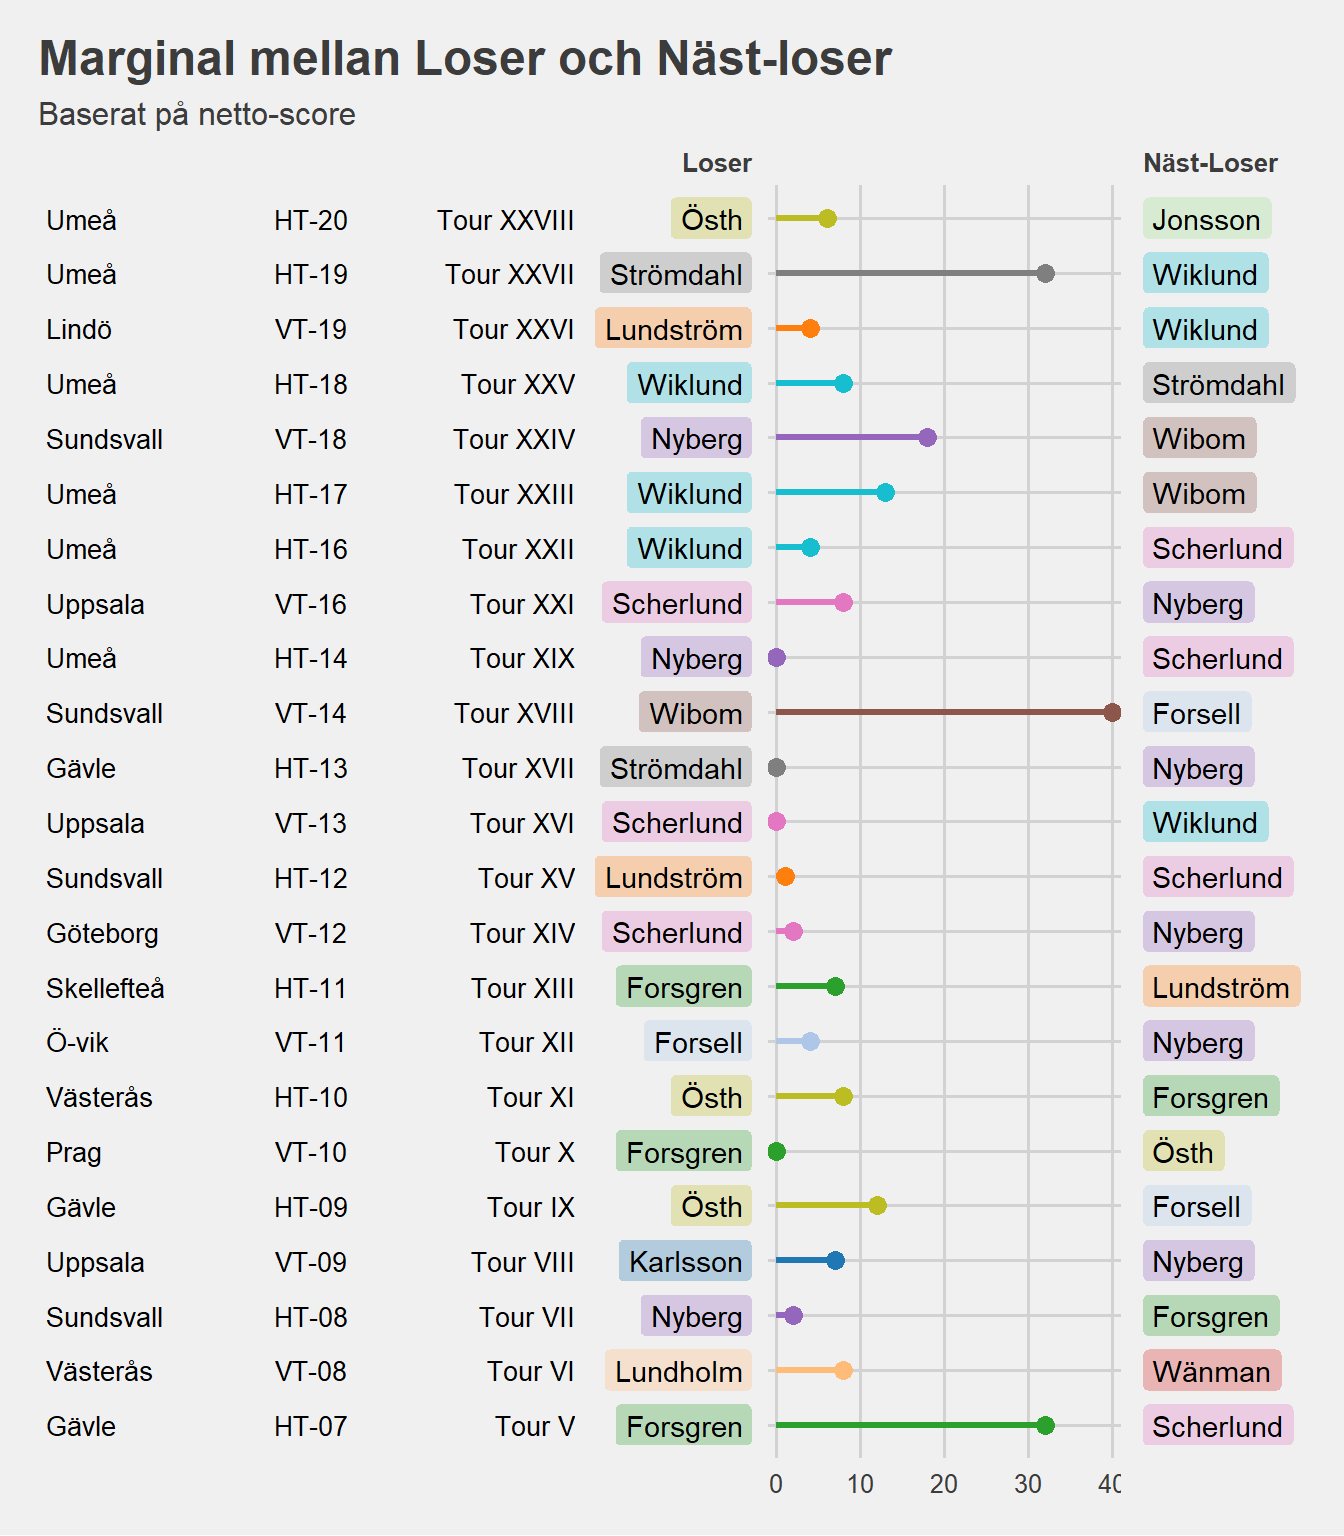 Marginal mellan Loser och Näst-loser
Baserat på netto-score
Loser Näst-Loser
Umeå HT-20 Tour XXVIII Östh Jonsson
Umeå HT-19 Tour XXVII Strömdahl Wiklund
Lindö VT-19 Tour XXVI Lundström Wiklund
Umeå HT-18 Tour XXV Wiklund Strömdahl
Sundsvall VT-18 Tour XXIV Nyberg Wibom
Umeå HT-17 Tour XXIII Wiklund Wibom
Umeå HT-16 Tour XXII Wiklund Scherlund
Uppsala VT-16 Tour XXI Scherlund Nyberg
Umeå HT-14 Tour XIX Nyberg Scherlund
Sundsvall VT-14 Tour XVIII Wibom Forsell
Gävle HT-13 Tour XVII Strömdahl Nyberg
Uppsala VT-13 Tour XVI Scherlund Wiklund
Sundsvall HT-12 Tour XV Lundström Scherlund
Göteborg VT-12 Tour XIV Scherlund Nyberg
Skellefteå HT-11 Tour XIII Forsgren Lundström
Ö-vik VT-11 Tour XII Forsell Nyberg
Västerås HT-10 Tour XI Östh Forsgren
Prag VT-10 Tour X Forsgren Östh
Gävle HT-09 Tour IX Östh Forsell
Uppsala VT-09 Tour VIII Karlsson Nyberg
Sundsvall HT-08 Tour VII Nyberg Forsgren
Västerås VT-08 Tour VI Lundholm Wänman
Gävle HT-07 Tour V Forsgren Scherlund
0 10 20 30 40